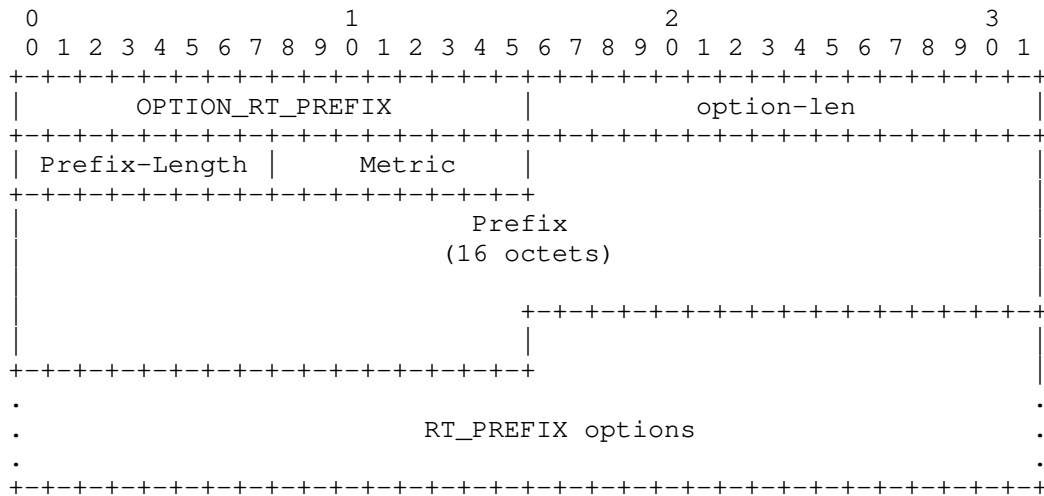 0                   1                   2                   3
 0 1 2 3 4 5 6 7 8 9 0 1 2 3 4 5 6 7 8 9 0 1 2 3 4 5 6 7 8 9 0 1
+-+-+-+-+-+-+-+-+-+-+-+-+-+-+-+-+-+-+-+-+-+-+-+-+-+-+-+-+-+-+-+-+
|       OPTION_RT_PREFIX        |          option-len           |
+-+-+-+-+-+-+-+-+-+-+-+-+-+-+-+-+-+-+-+-+-+-+-+-+-+-+-+-+-+-+-+-+
| Prefix-Length |     Metric    |                               |
+-+-+-+-+-+-+-+-+-+-+-+-+-+-+-+-+                               |
|                            Prefix                             |
|                          (16 octets)                          |
|                                                               |
|                               +-+-+-+-+-+-+-+-+-+-+-+-+-+-+-+-+
|                               |                               |
+-+-+-+-+-+-+-+-+-+-+-+-+-+-+-+-+                               |
.                                                               .
.                         RT_PREFIX options                     .
.                                                               .
+-+-+-+-+-+-+-+-+-+-+-+-+-+-+-+-+-+-+-+-+-+-+-+-+-+-+-+-+-+-+-+-+